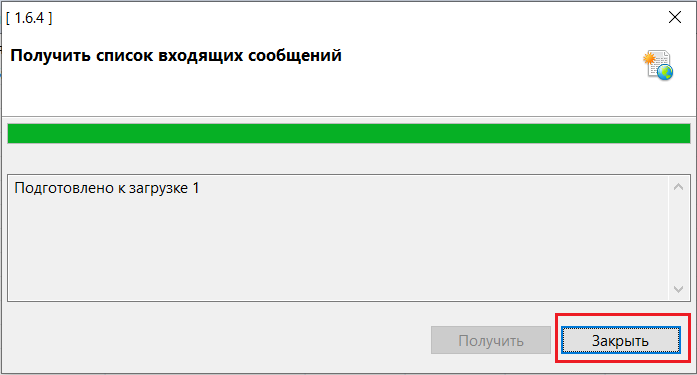 [ 1.6.4 ]
Получить список входящих сообщений
Подготовлено к загрузке 1
Получить
Закрыть